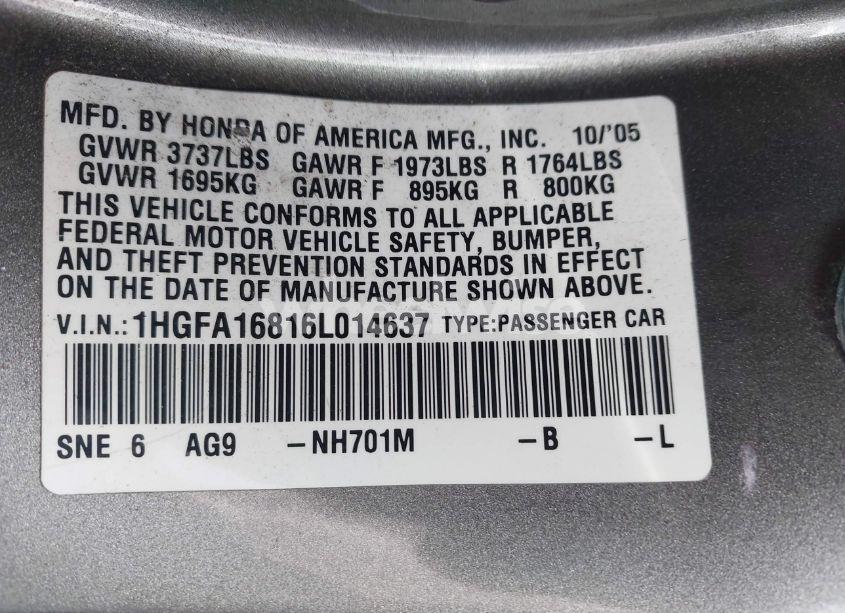 MFD. BY HONDA OF AMERICA MFG., INC. 10/'05
GVWR 3737LBS GAWR F 1973LBS R 1764LBS
GVWR 1695KG GAWR F 895KG R 800KG
THIS VEHICLE CONFORMS TO ALL APPLICABLE
FEDERAL MOTOR VEHICLE SAFETY, BUMPER,
AND THEFT PREVENTION STANDARDS IN EFFECT
ON THE DATE OF MANUFACTURE SHOWN ABOVE.
V.I.N.: 1HGFA16816L014637 TYPE:PASSENGER CAR
SNE 6 AG9 -NH701M -B -L